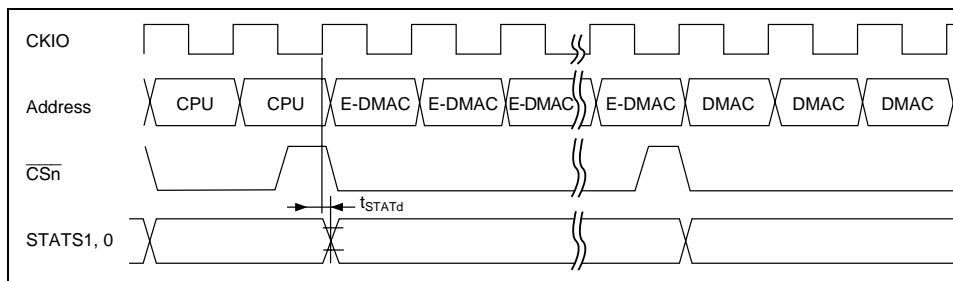 CKIO
Address CPU CPU E-DMAC E-DMAC E-DMAC E-DMAC DMAC DMAC DMAC
CSn
tSTATd
STATS1, 0